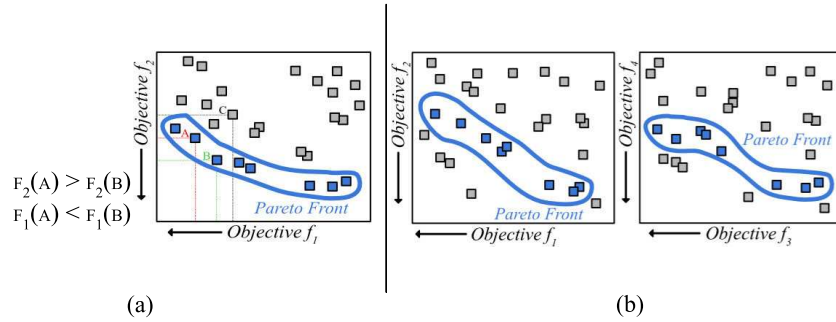 F₂(A) > F₂(B)
F₁(A) < F₁(B)
Objective f₂
A
B
C
Pareto Front
Objective f₁
(a)
Objective f₂
Pareto Front
Objective f₁
Objective f₄
Pareto Front
Objective f₃
(b)